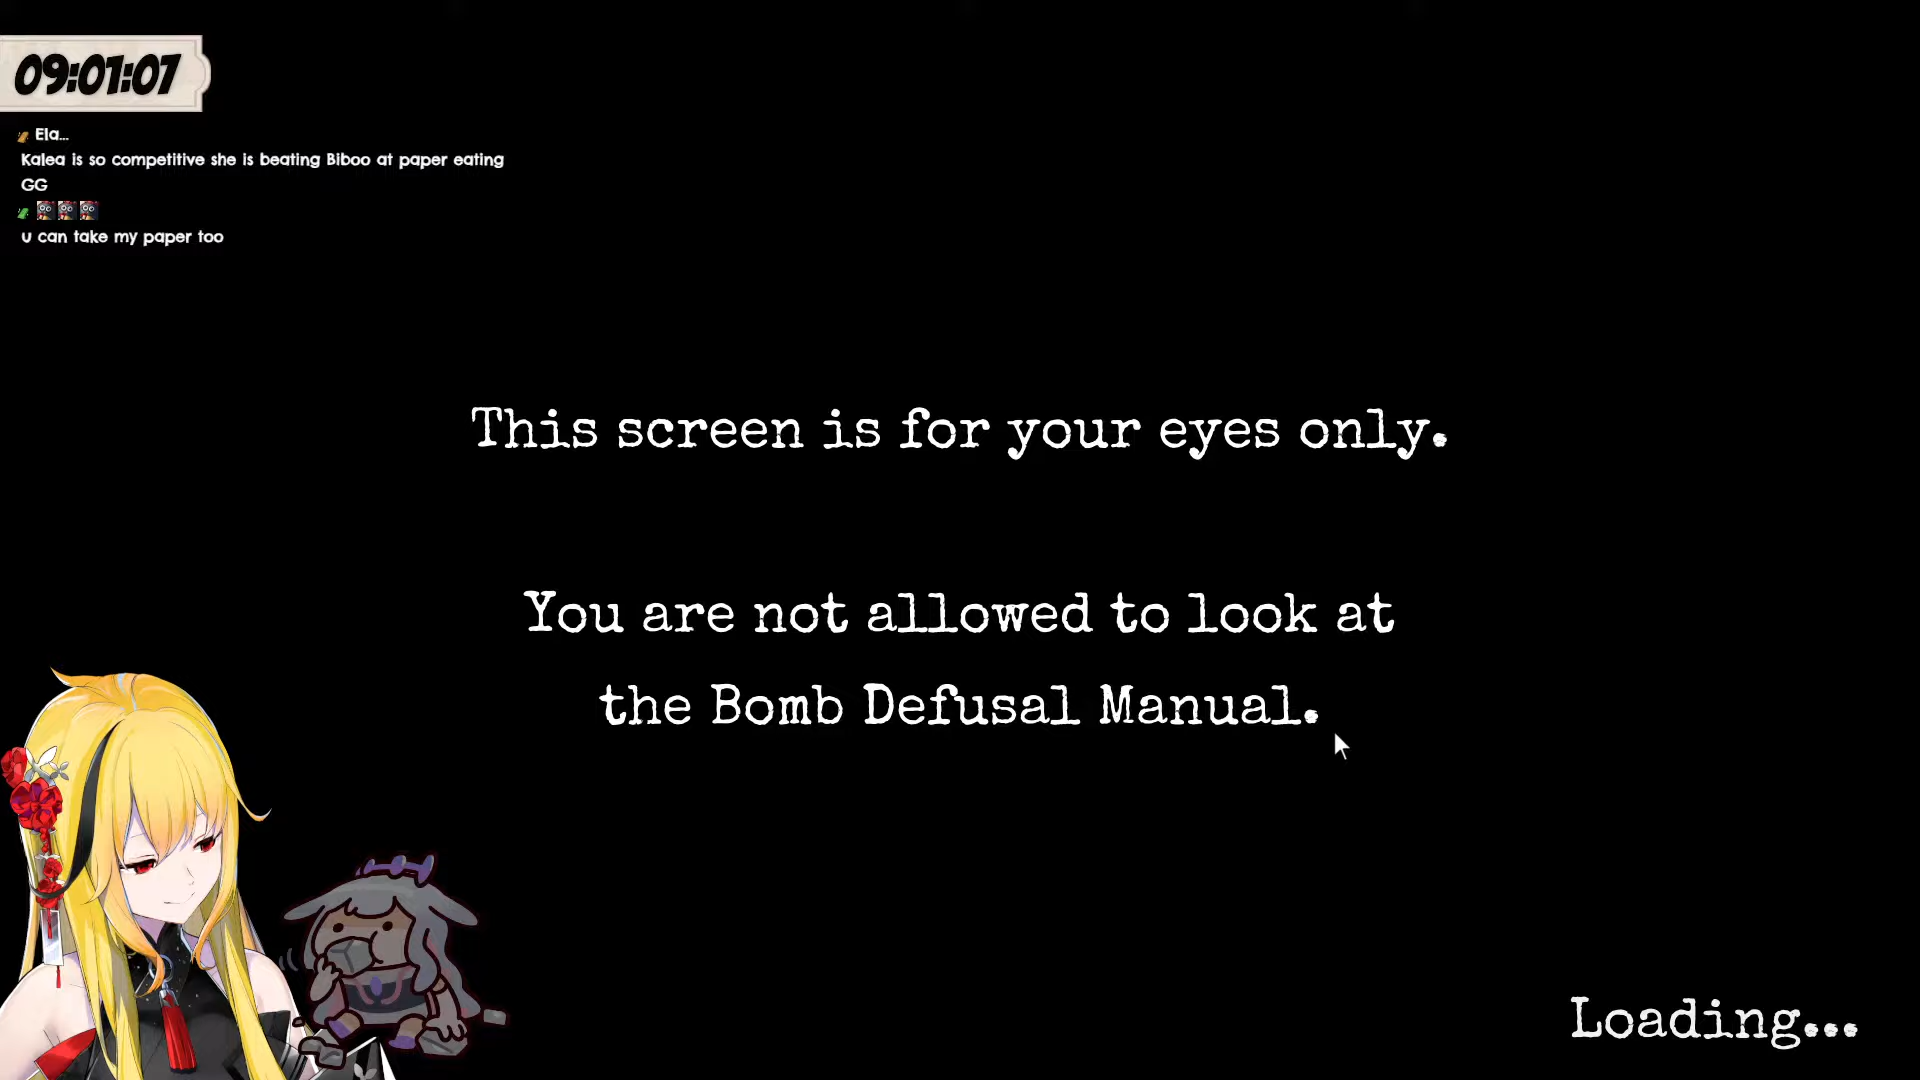 09:01:07
Ela...
Kalea is so competitive she is beating Biboo at paper eating
GG
u can take my paper too
This screen is for your eyes only.
You are not allowed to look at
the Bomb Defusal Manual.
Loading...